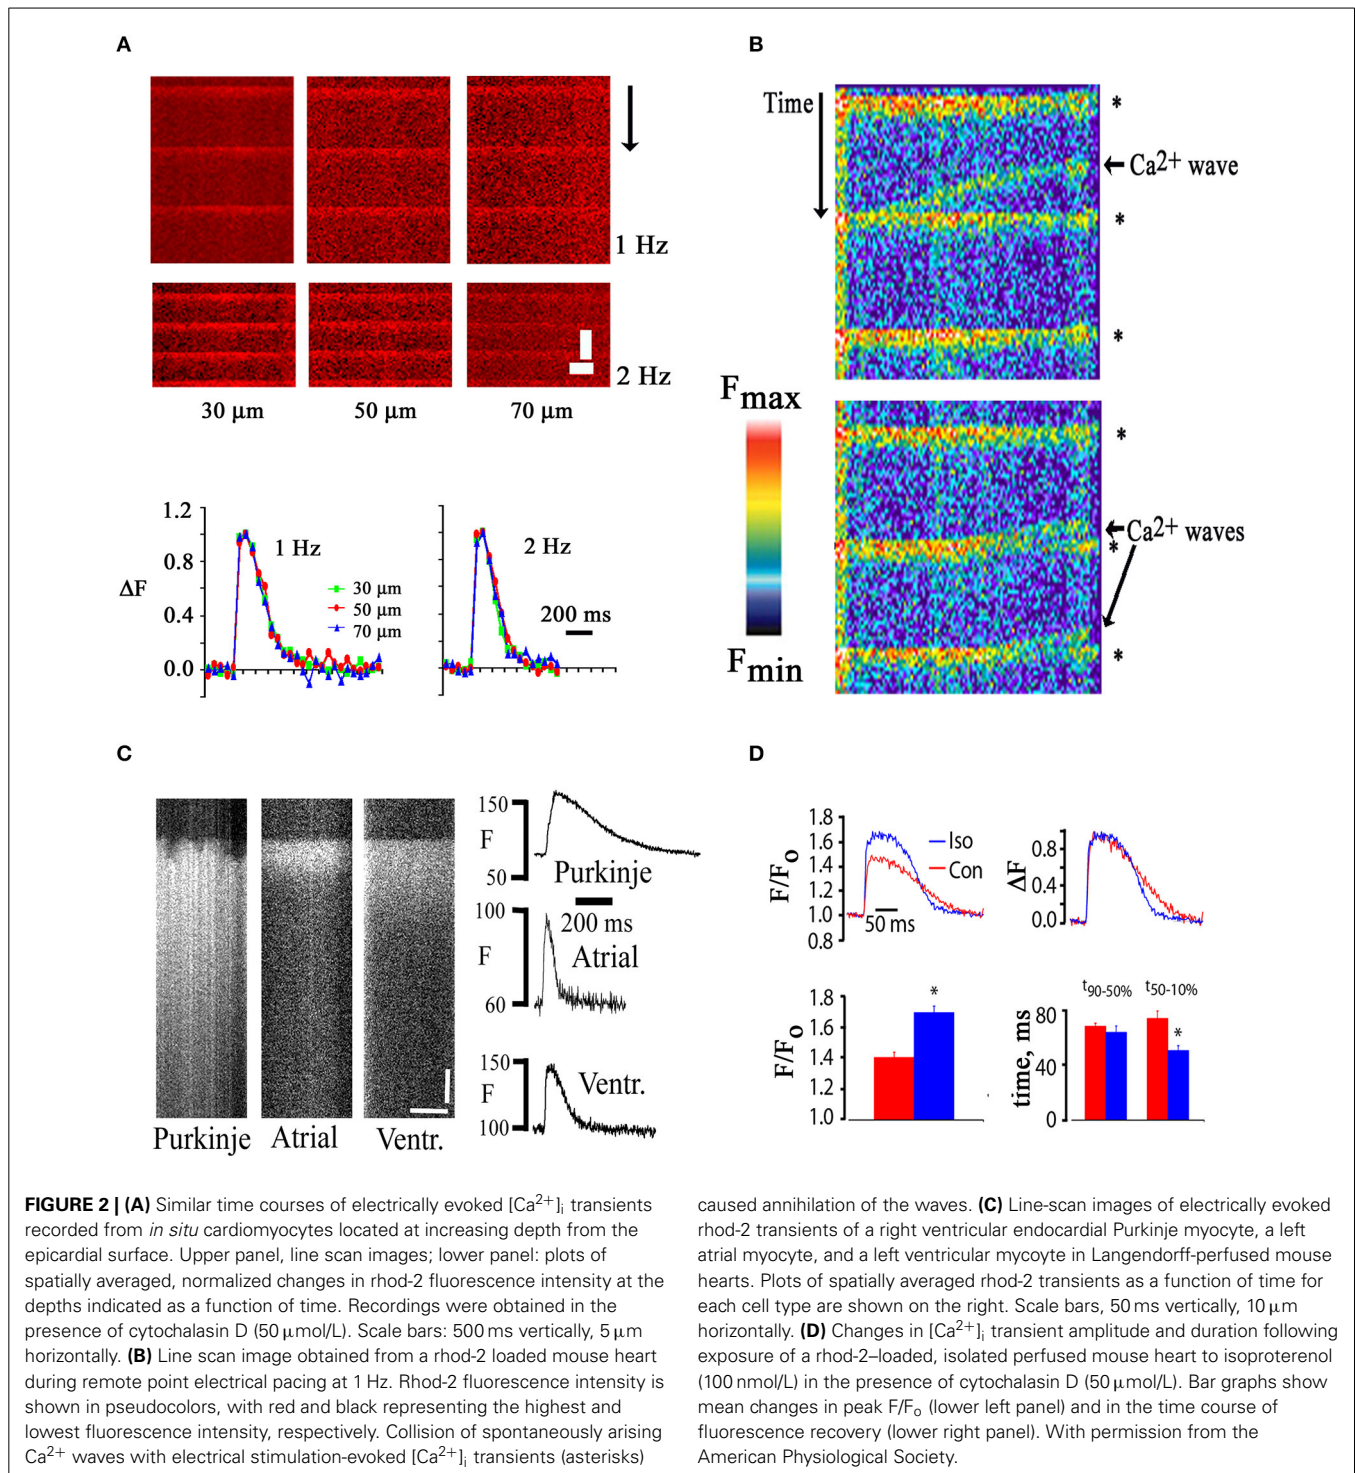 A
1 Hz
2 Hz
30 µm 50 µm 70 µm
1.2
1.0
0.8
0.4
0.0
ΔF
1 Hz
30 µm
50 µm
70 µm
2 Hz
200 ms
B
Time
*
Ca2+ wave
*
*
Fmax
Fmin
*
Ca2+ waves
*
*
C
Purkinje Atrial Ventr.
150
F
50
Purkinje
200 ms
100
F
60
Atrial
150
F
100
Ventr.
D
1.8
1.6
1.4
1.2
1.0
0.8
F/Fo
Iso
Con
50 ms
ΔF
0.8
0.4
0.0
1.8
1.6
1.4
1.2
1.0
F/Fo
*
t90-50% t50-10%
80
40
0
time, ms
*
FIGURE 2 | (A) Similar time courses of electrically evoked [Ca2+]i transients
recorded from in situ cardiomyocytes located at increasing depth from the
epicardial surface. Upper panel, line scan images; lower panel: plots of
spatially averaged, normalized changes in rhod-2 fluorescence intensity at the
depths indicated as a function of time. Recordings were obtained in the
presence of cytochalasin D (50 µmol/L). Scale bars: 500 ms vertically, 5 µm
horizontally. (B) Line scan image obtained from a rhod-2 loaded mouse heart
during remote point electrical pacing at 1 Hz. Rhod-2 fluorescence intensity is
shown in pseudocolors, with red and black representing the highest and
lowest fluorescence intensity, respectively. Collision of spontaneously arising
Ca2+ waves with electrical stimulation-evoked [Ca2+]i transients (asterisks)
caused annihilation of the waves. (C) Line-scan images of electrically evoked
rhod-2 transients of a right ventricular endocardial Purkinje myocyte, a left
atrial myocyte, and a left ventricular mycoyte in Langendorff-perfused mouse
hearts. Plots of spatially averaged rhod-2 transients as a function of time for
each cell type are shown on the right. Scale bars, 50 ms vertically, 10 µm
horizontally. (D) Changes in [Ca2+]i transient amplitude and duration following
exposure of a rhod-2–loaded, isolated perfused mouse heart to isoproterenol
(100 nmol/L) in the presence of cytochalasin D (50 µmol/L). Bar graphs show
mean changes in peak F/Fo (lower left panel) and in the time course of
fluorescence recovery (lower right panel). With permission from the
American Physiological Society.